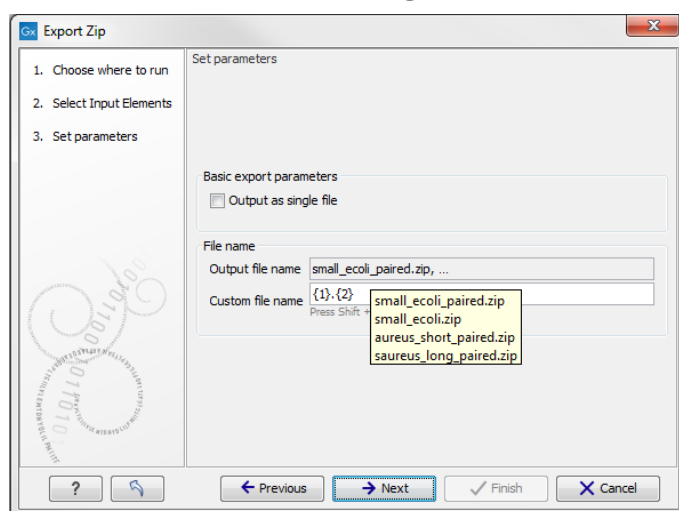 Gx Export Zip
1. Choose where to run
2. Select Input Elements
3. Set parameters
Set parameters
Basic export parameters
Output as single file
File name
Output file name small_ecoli_paired.zip, ...
Custom file name {1}.{2}
Press Shift +
small_ecoli_paired.zip
small_ecoli.zip
aureus_short_paired.zip
saureus_long_paired.zip
? Previous Next Finish Cancel